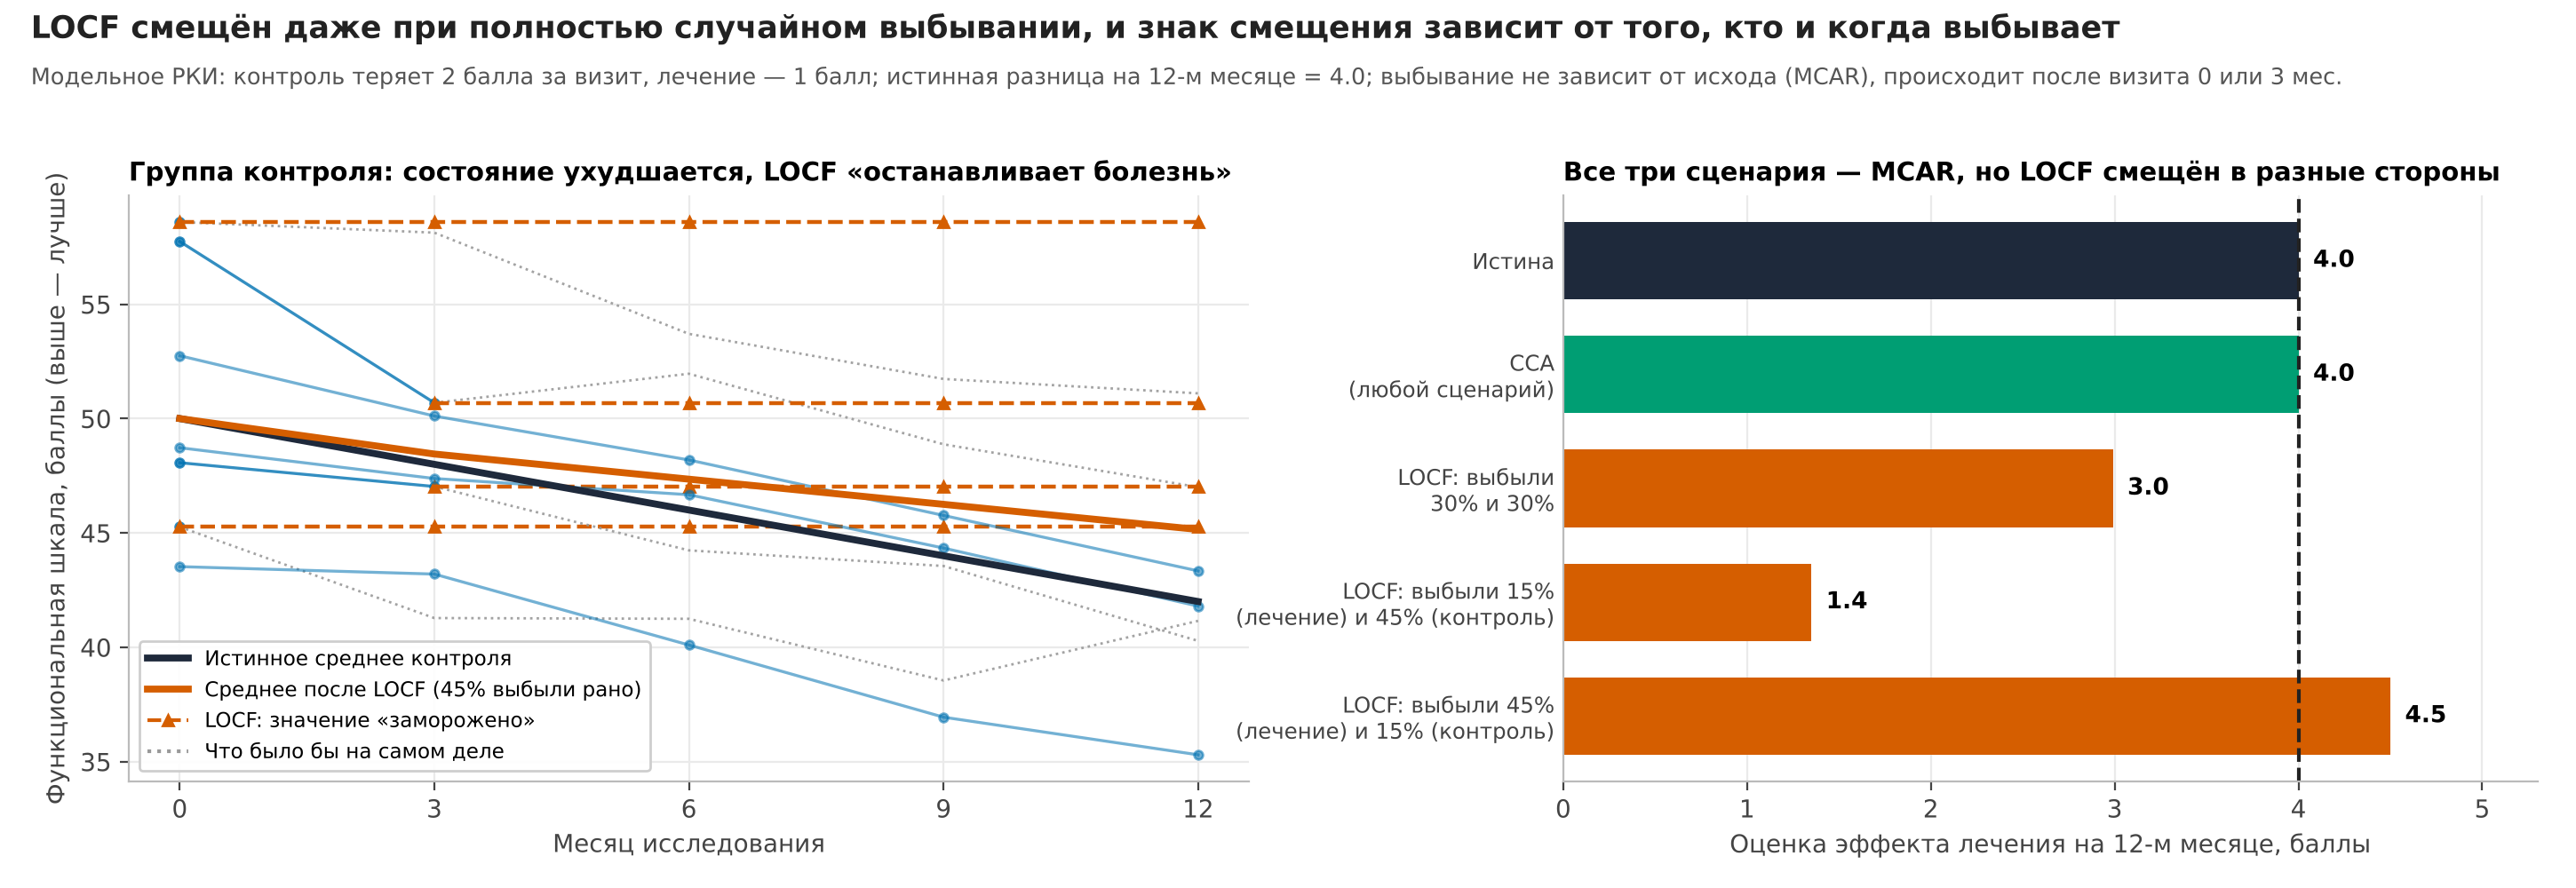 LOCF смещён даже при полностью случайном выбывании, и знак смещения зависит от того, кто и когда выбывает
Модельное РКИ: контроль теряет 2 балла за визит, лечение — 1 балл; истинная разница на 12-м месяце = 4.0; выбывание не зависит от исхода (MCAR), происходит после визита 0 или 3 мес.
Группа контроля: состояние ухудшается, LOCF «останавливает болезнь»
Функциональная шкала, баллы (выше — лучше)
55
50
45
40
35
Истинное среднее контроля
Среднее после LOCF (45% выбыли рано)
LOCF: значение «заморожено»
Что было бы на самом деле
0
3
6
9
12
Месяц исследования
Все три сценария — MCAR, но LOCF смещён в разные стороны
Истина
4.0
CCA
(любой сценарий)
4.0
LOCF: выбыли
30% и 30%
3.0
LOCF: выбыли 15%
(лечение) и 45% (контроль)
1.4
LOCF: выбыли 45%
(лечение) и 15% (контроль)
4.5
0
1
2
3
4
5
Оценка эффекта лечения на 12-м месяце, баллы